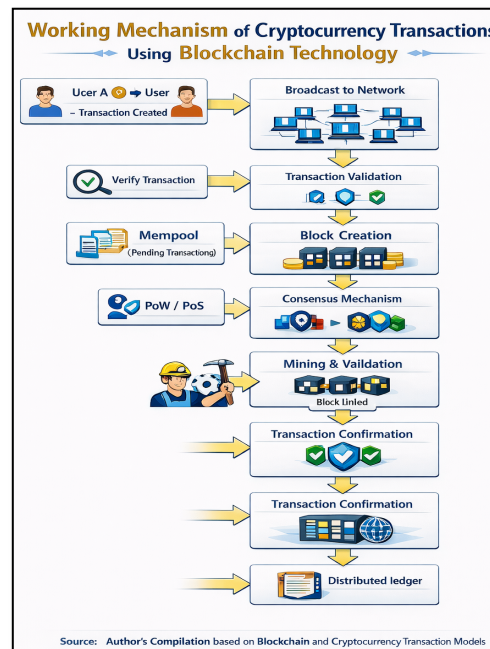 Working Mechanism of Cryptocurrency Transactions
Using Blockchain Technology
Ucer A → User
– Transaction Created
Broadcast to Network
Verify Transaction
Transaction Validation
Mempool
(Pending Transactiong)
Block Creation
PoW / PoS
Consensus Mechanism
Mining & Vaildation
Block Linled
Transaction Confirmation
Transaction Confirmation
Distributed ledger
Source: Author's Compilation based on Blockchain and Cryptocurrency Transaction Models